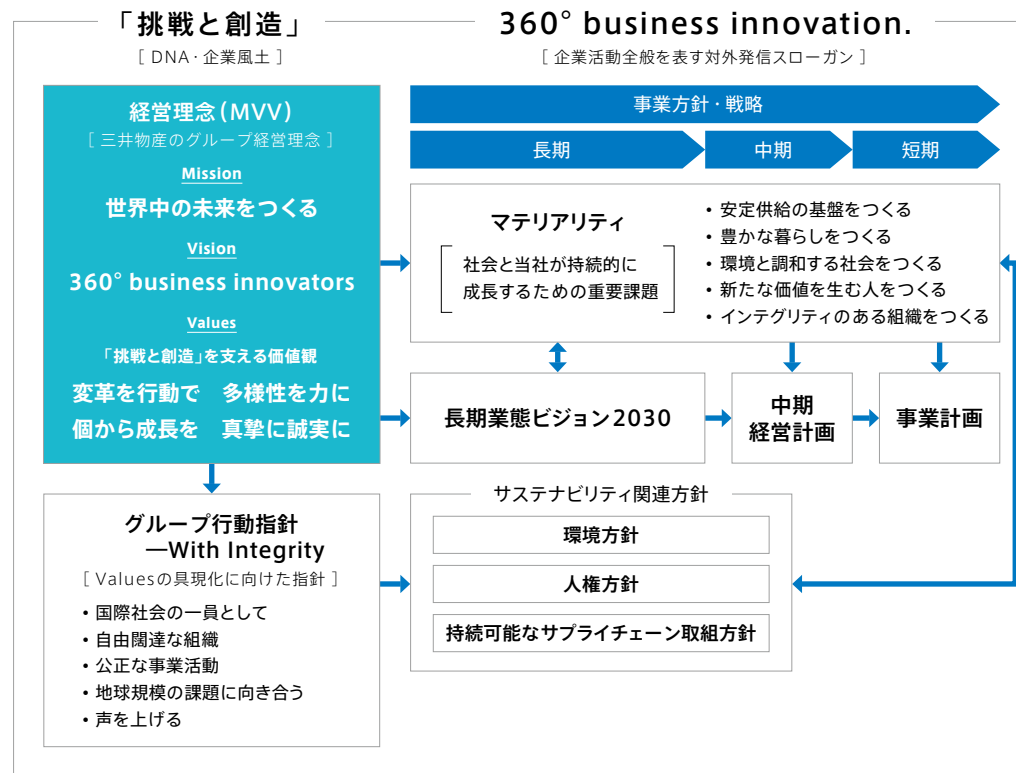 「挑戦と創造」
[ DNA・企業風土 ]
360° business innovation.
[ 企業活動全般を表す対外発信スローガン ]
経営理念(MVV)
[ 三井物産のグループ経営理念 ]
Mission
世界中の未来をつくる
Vision
360° business innovators
Values
「挑戦と創造」を支える価値観
変革を行動で 多様性を力に
個から成長を 真摯に誠実に
グループ行動指針
—With Integrity
[ Valuesの具現化に向けた指針 ]
・国際社会の一員として
・自由闊達な組織
・公正な事業活動
・地球規模の課題に向き合う
・声を上げる
事業方針・戦略
長期
中期
短期
マテリアリティ
社会と当社が持続的に
成長するための重要課題
・安定供給の基盤をつくる
・豊かな暮らしをつくる
・環境と調和する社会をつくる
・新たな価値を生む人をつくる
・インテグリティのある組織をつくる
長期業態ビジョン2030
中期
経営計画
事業計画
サステナビリティ関連方針
環境方針
人権方針
持続可能なサプライチェーン取組方針